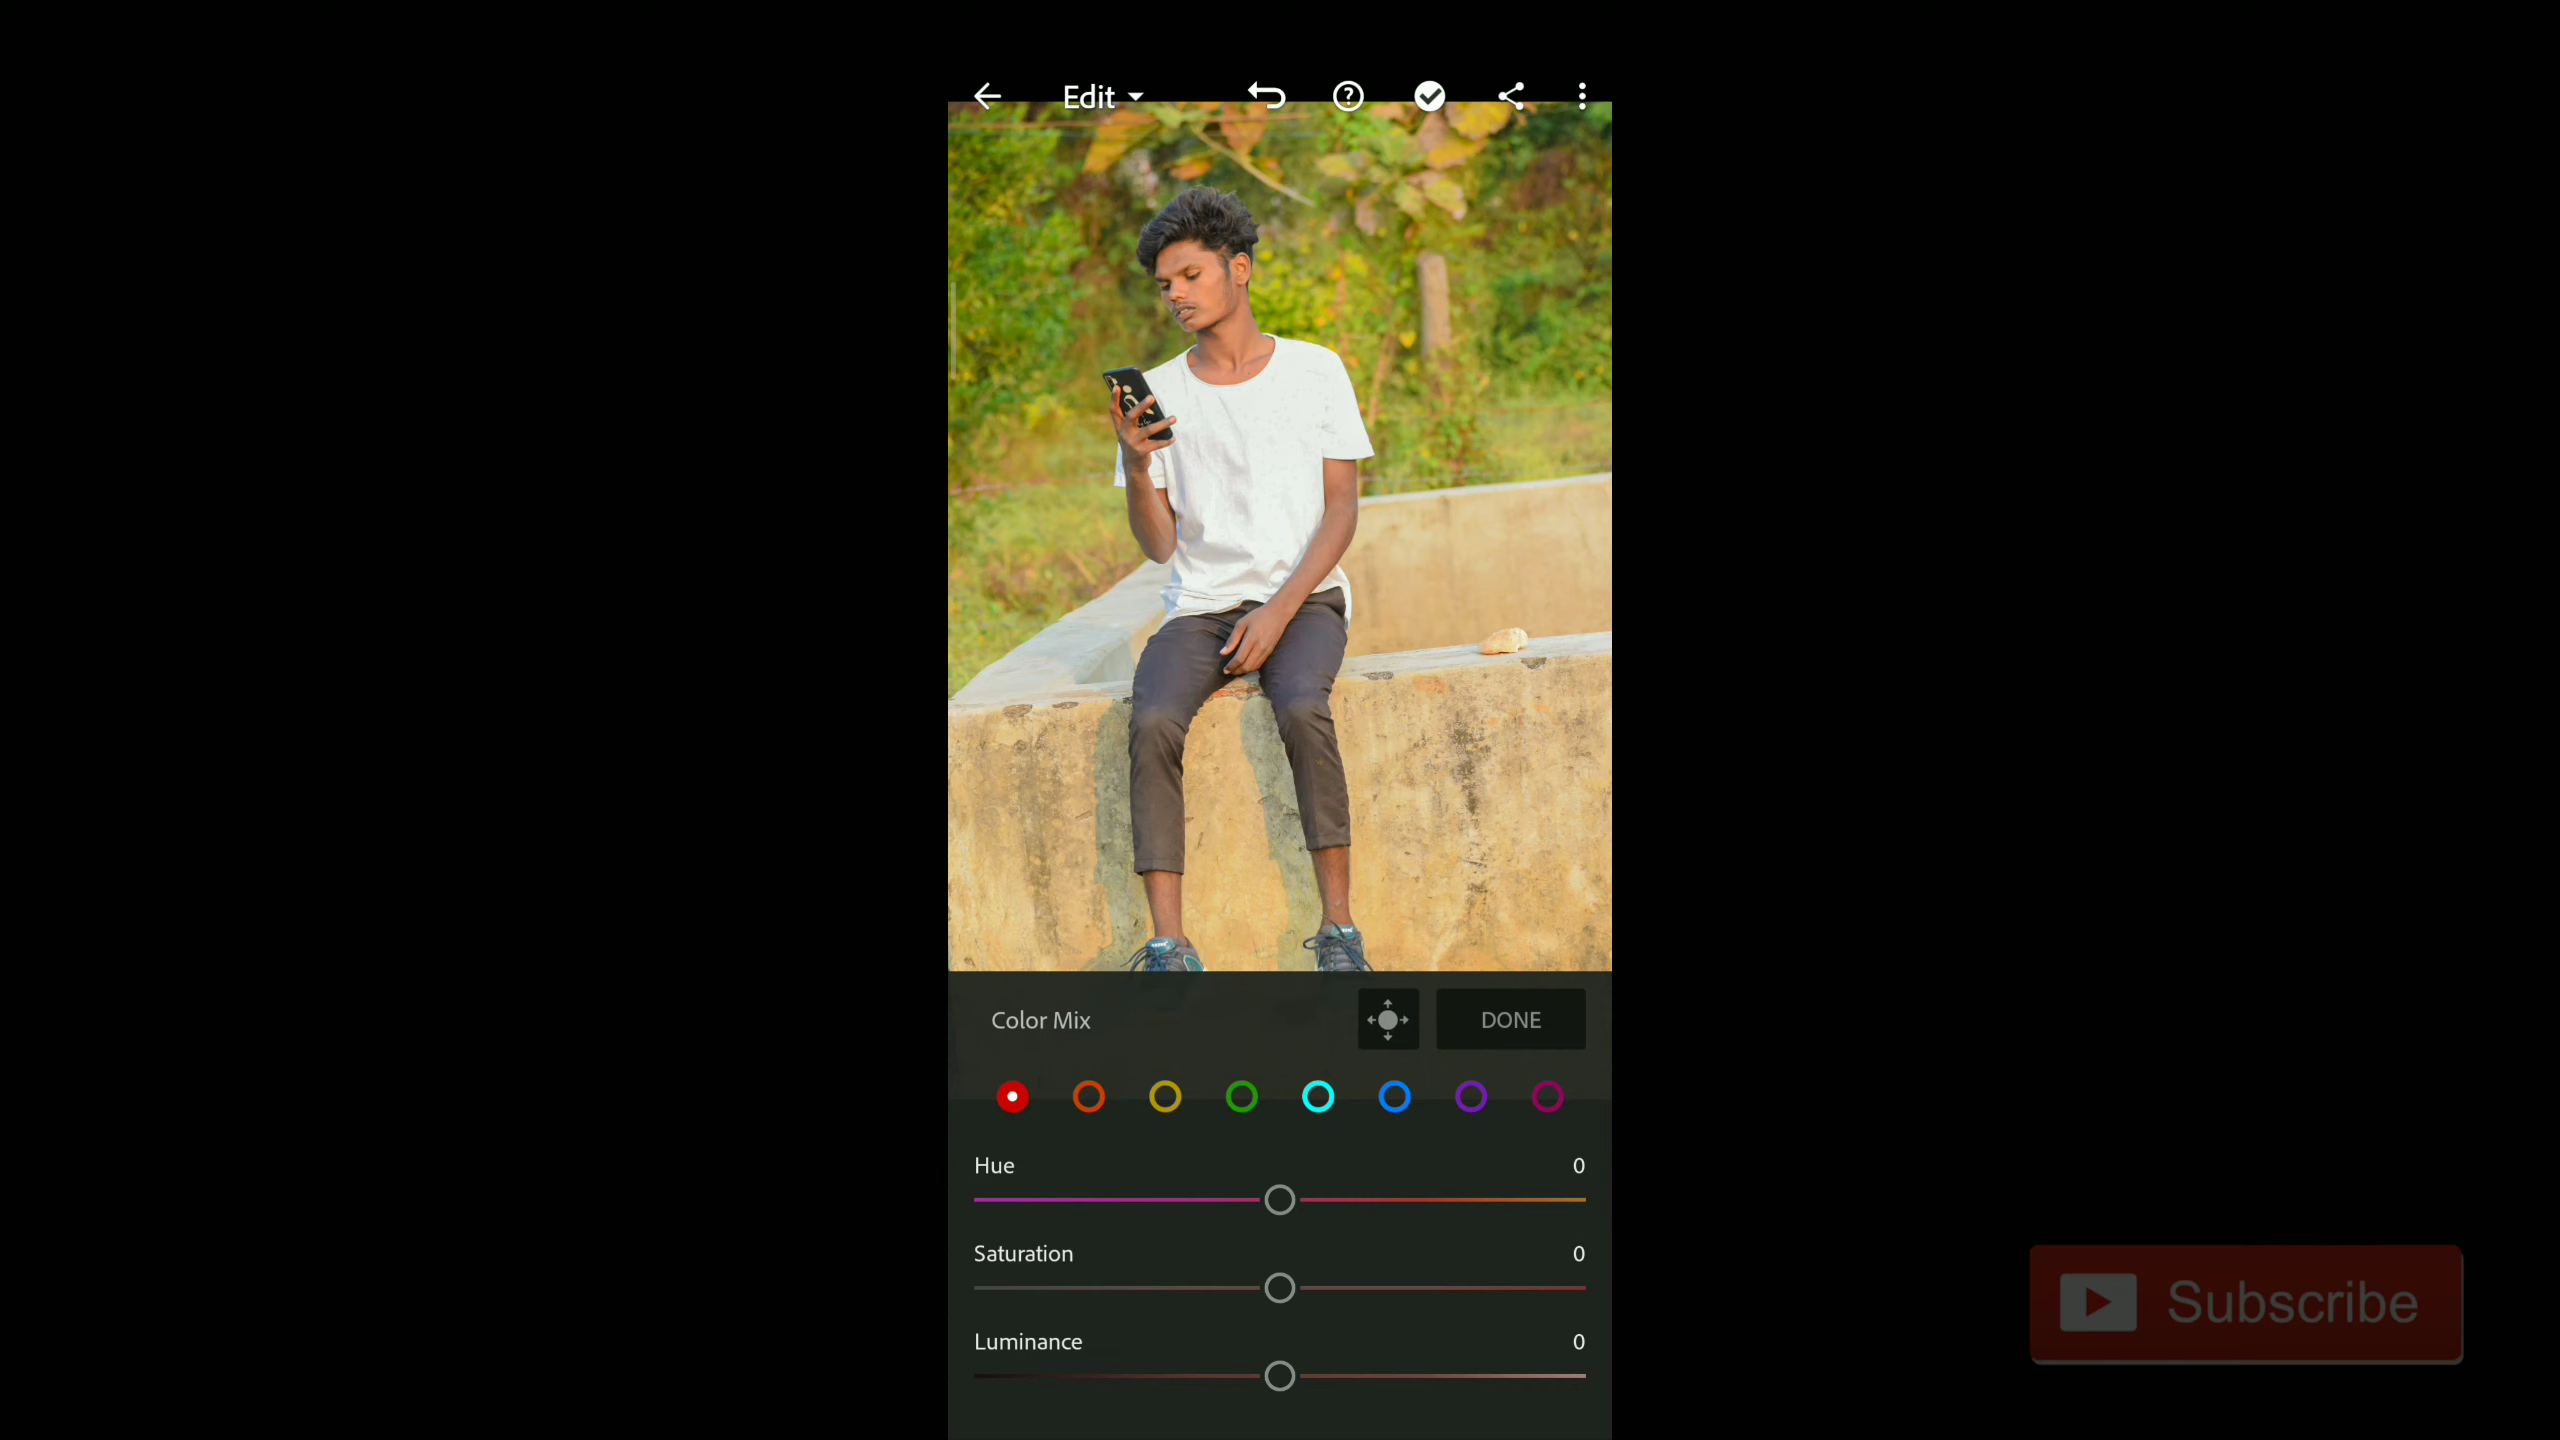 Edit
Color Mix
DONE
Hue 0
Saturation 0
Luminance 0
Subscribe